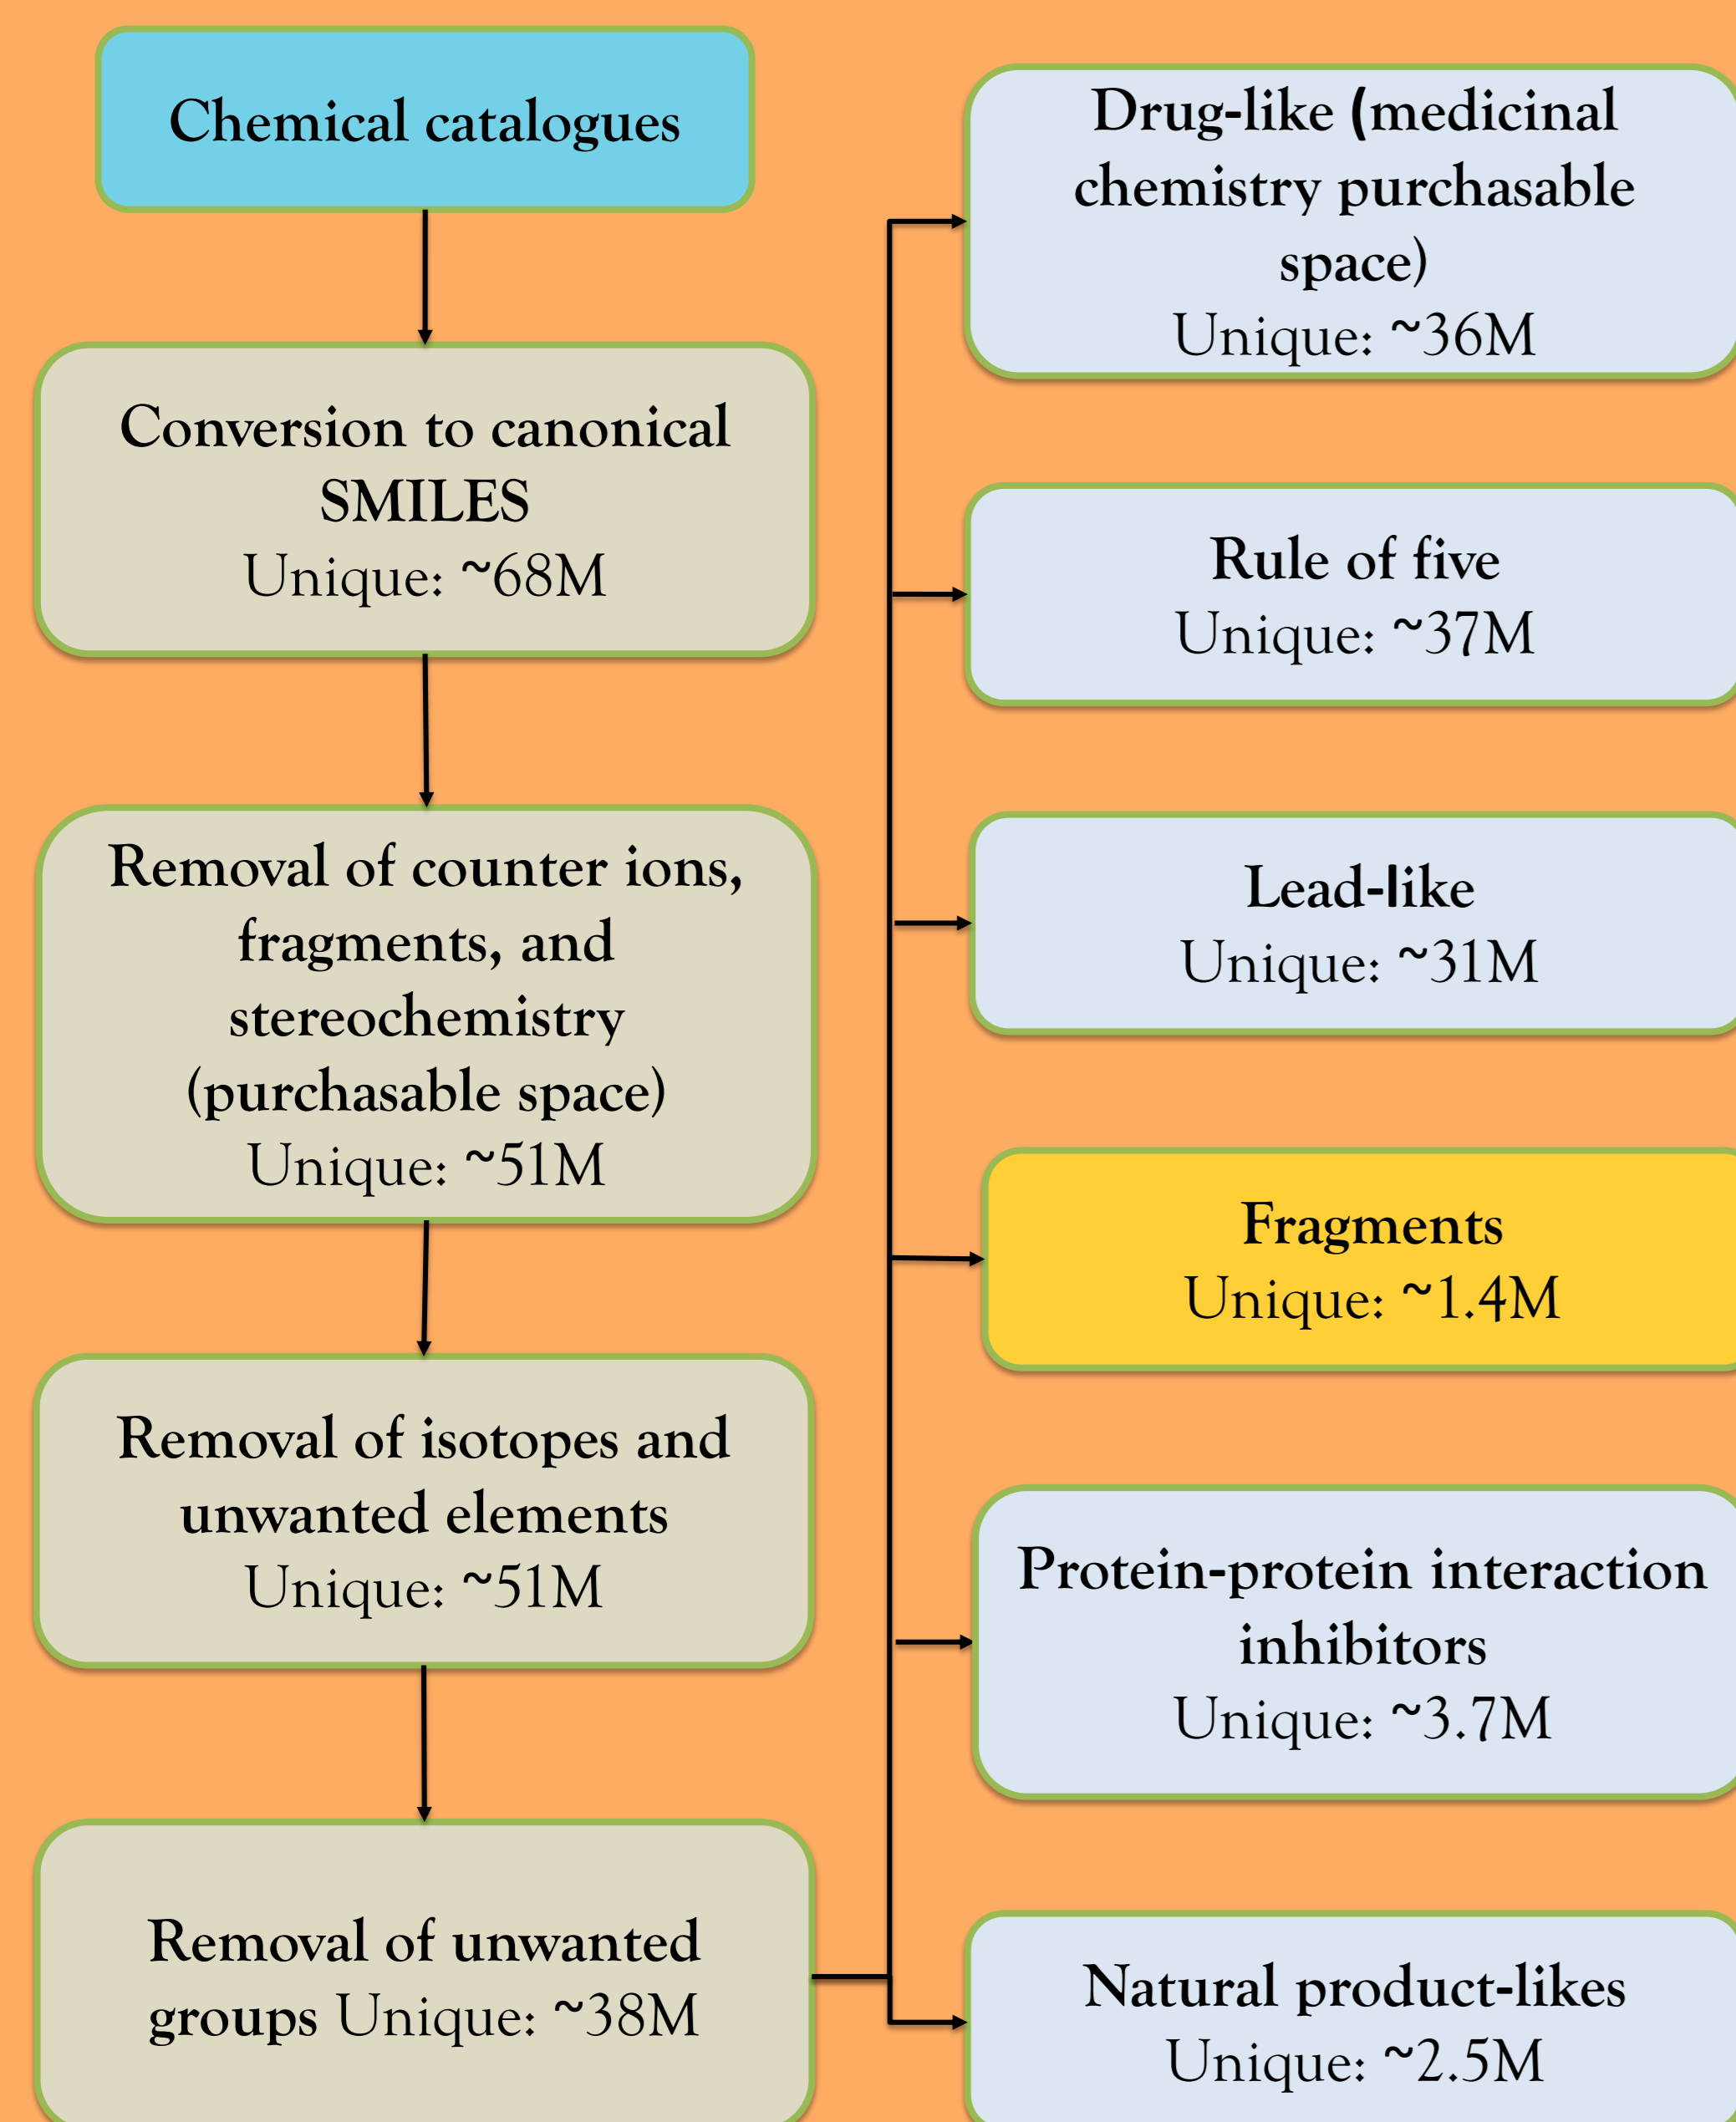 Chemical catalogues
Conversion to canonical
SMILES
Unique: ~68M
Removal of counter ions,
fragments, and
stereochemistry
(purchasable space)
Unique: ~51M
Removal of isotopes and
unwanted elements
Unique: ~51M
Removal of unwanted
groups Unique: ~38M
Drug-like (medicinal
chemistry purchasable
space)
Unique: ~36M
Rule of five
Unique: ~37M
Lead-like
Unique: ~31M
Fragments
Unique: ~1.4M
Protein-protein interaction
inhibitors
Unique: ~3.7M
Natural product-likes
Unique: ~2.5M